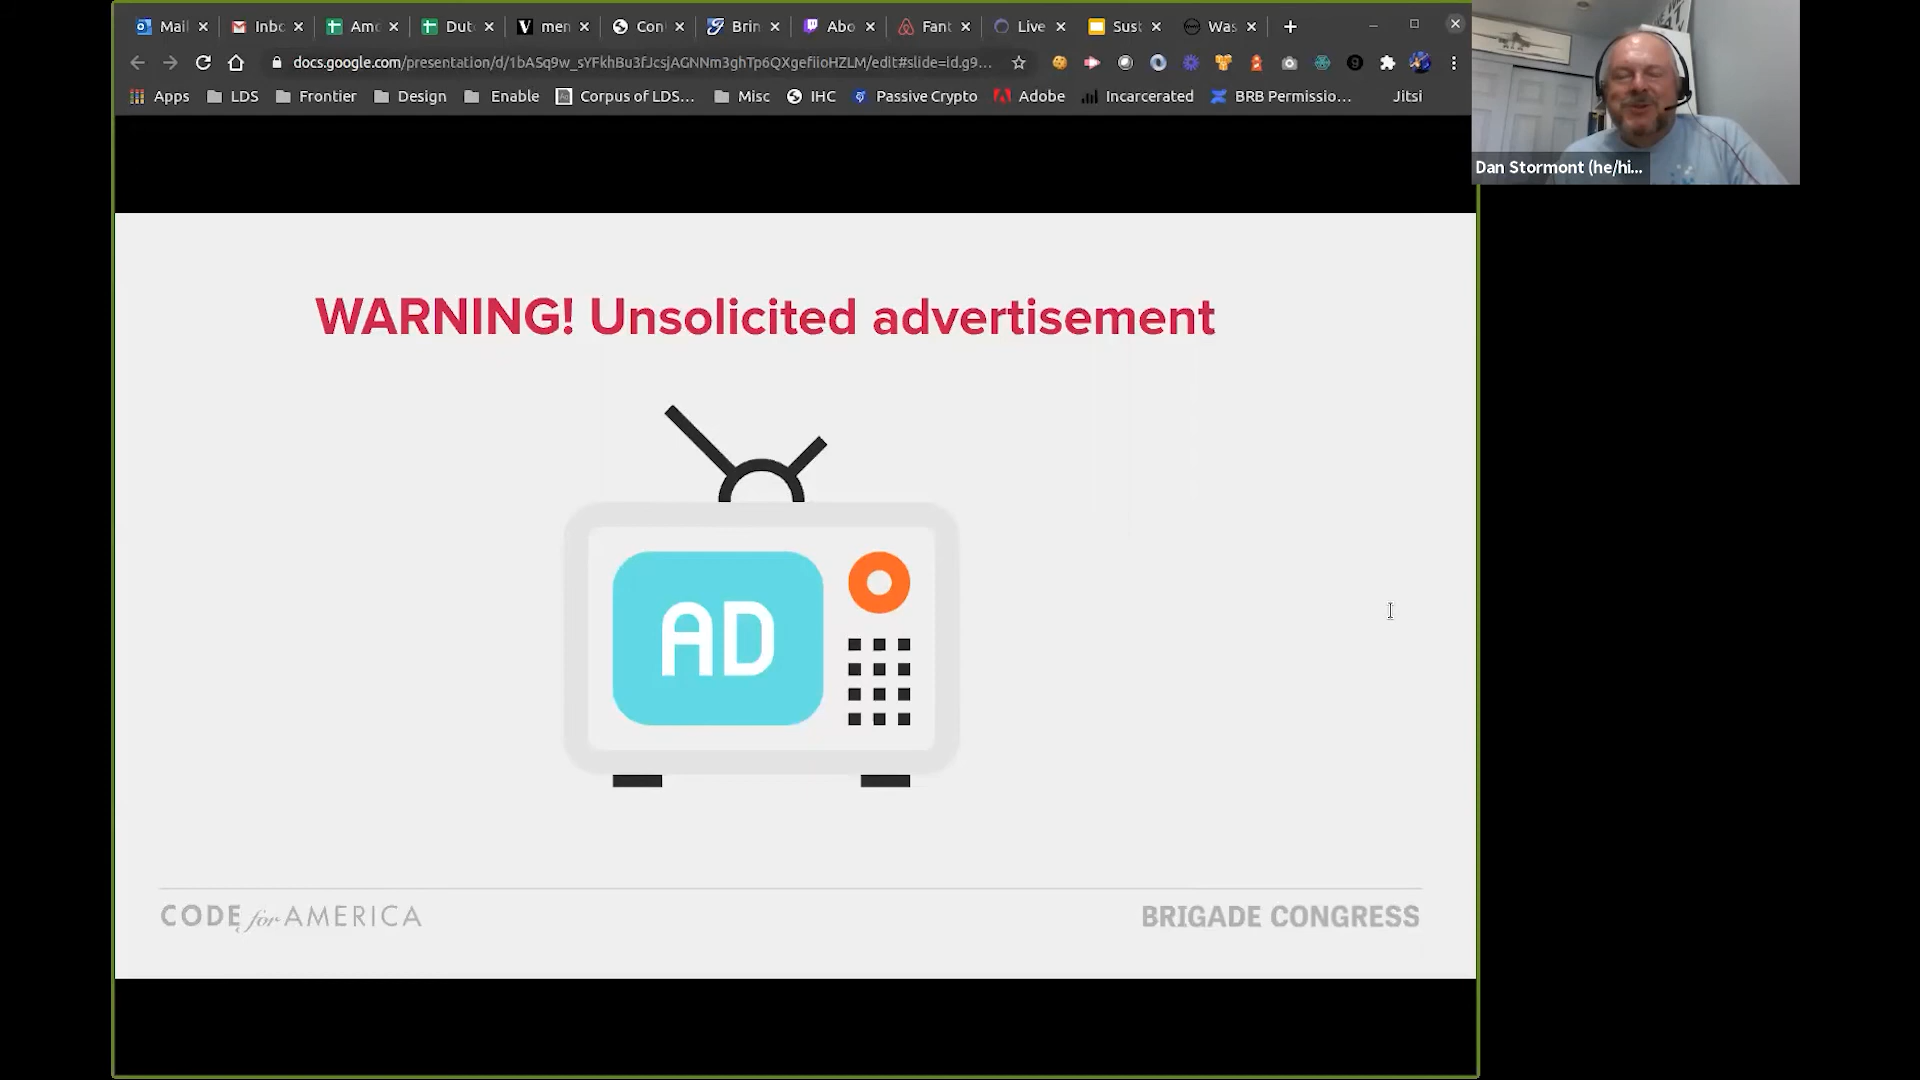 Mail Inbc Amc Dut Ⅴ men Con Brin Abo Fant Live Sust Was
docs.google.com/presentation/d/1bASq9w_sYFkhBu3fJcsjAGNNm3ghTp6QXgefiioHZLM/edit#slide=id.g9...
Apps LDS Frontier Design Enable Corpus of LDS... Misc IHC Passive Crypto Adobe Incarcerated BRB Permissio... Jitsi
Dan Stormont (he/hi...
WARNING! Unsolicited advertisement
AD
CODE for AMERICA
BRIGADE CONGRESS